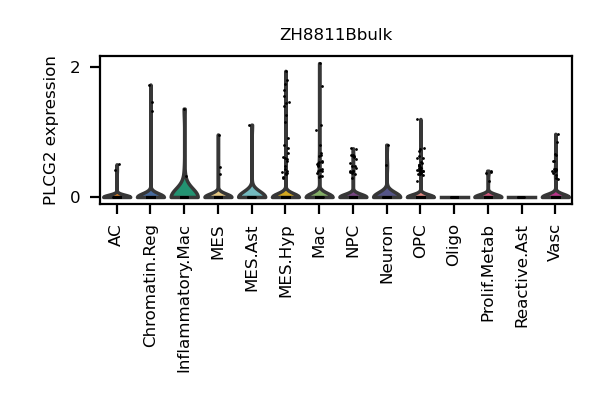 ZH8811Bbulk
PLCG2 expression
2
0
AC
Chromatin.Reg
Inflammatory.Mac
MES
MES.Ast
MES.Hyp
Mac
NPC
Neuron
OPC
Oligo
Prolif.Metab
Reactive.Ast
Vasc